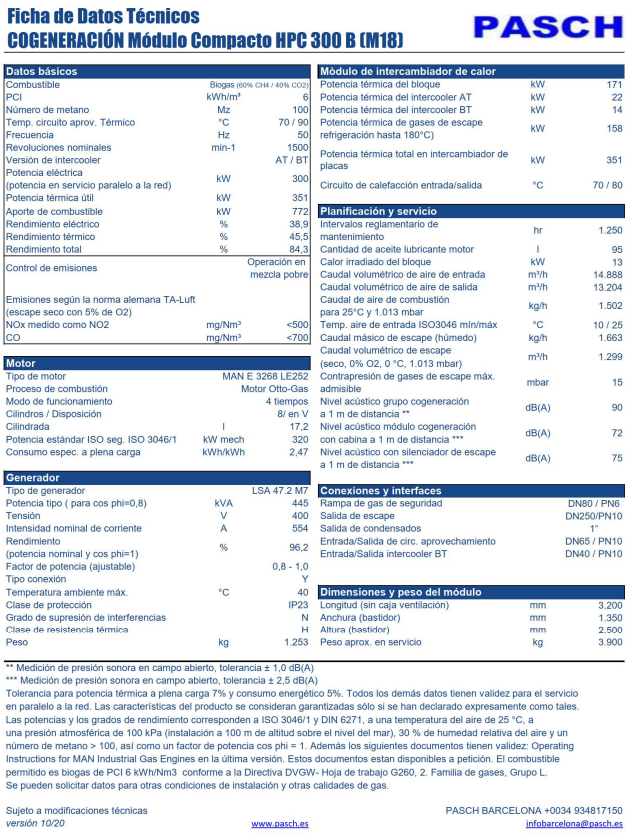 Ficha de Datos Técnicos
COGENERACIÓN Módulo Compacto HPC 300 B (M18)
PASCH
Datos básicos
Combustible Biogas (60% CH4 / 40% CO2)
PCI kWh/m³ 6
Número de metano Mz 100
Temp. circuito aprov. Térmico °C 70 / 90
Frecuencia Hz 50
Revoluciones nominales min-1 1500
Versión de intercooler AT / BT
Potencia eléctrica
(potencia en servicio paralelo a la red) kW 300
Potencia térmica útil kW 351
Aporte de combustible kW 772
Rendimiento eléctrico % 38,9
Rendimiento térmico % 45,5
Rendimiento total % 84,3
Control de emisiones Operación en
mezcla pobre
Emisiones según la norma alemana TA-Luft
(escape seco con 5% de O2)
NOx medido como NO2 mg/Nm³ <500
CO mg/Nm³ <700
Motor
Tipo de motor MAN E 3268 LE252
Proceso de combustión Motor Otto-Gas
Modo de funcionamiento 4 tiempos
Cilindros / Disposición 8/ en V
Cilindrada l 17,2
Potencia estándar ISO seg. ISO 3046/1 kW mech 320
Consumo espec. a plena carga kWh/kWh 2,47
Generador
Tipo de generador LSA 47.2 M7
Potencia tipo ( para cos phi=0,8) kVA 445
Tensión V 400
Intensidad nominal de corriente A 554
Rendimiento
(potencia nominal y cos phi=1) % 96,2
Factor de potencia (ajustable) 0,8 - 1,0
Tipo conexión Y
Temperatura ambiente máx. °C 40
Clase de protección IP23
Grado de supresión de interferencias N
Clase de resistencia térmica H
Peso kg 1.253
Mòdulo de intercambiador de calor
Potencia térmica del bloque kW 171
Potencia térmica del intercooler AT kW 22
Potencia térmica del intercooler BT kW 14
Potencia térmica de gases de escape
refrigeración hasta 180°C) kW 158
Potencia térmica total en intercambiador de
placas kW 351
Circuito de calefacción entrada/salida °C 70 / 80
Planificación y servicio
Intervalos reglamentario de
mantenimiento hr 1.250
Cantidad de aceite lubricante motor l 95
Calor irradiado del bloque kW 13
Caudal volumétrico de aire de entrada m³/h 14.888
Caudal volumétrico de aire de salida m³/h 13.204
Caudal de aire de combustión
para 25°C y 1.013 mbar kg/h 1.502
Temp. aire de entrada ISO3046 mín/máx °C 10 / 25
Caudal másico de escape (húmedo) kg/h 1.663
Caudal volumétrico de escape
(seco, 0% O2, 0 °C, 1.013 mbar) m³/h 1.299
Contrapresión de gases de escape máx.
admisible mbar 15
Nivel acústico grupo cogeneración
a 1 m de distancia ** dB(A) 90
Nivel acústico módulo cogeneración
con cabina a 1 m de distancia *** dB(A) 72
Nivel acústico con silenciador de escape
a 1 m de distancia *** dB(A) 75
Conexiones y interfaces
Rampa de gas de seguridad DN80 / PN6
Salida de escape DN250/PN10
Salida de condensados 1"
Entrada/Salida de circ. aprovechamiento DN65 / PN10
Entrada/Salida intercooler BT DN40 / PN10
Dimensiones y peso del módulo
Longitud (sin caja ventilación) mm 3.200
Anchura (bastidor) mm 1.350
Altura (bastidor) mm 2.500
Peso aprox. en servicio kg 3.900
** Medición de presión sonora en campo abierto, tolerancia ± 1,0 dB(A)
*** Medición de presión sonora en campo abierto, tolerancia ± 2,5 dB(A)
Tolerancia para potencia térmica a plena carga 7% y consumo energético 5%. Todos los demás datos tienen validez para el servicio
en paralelo a la red. Las características del producto se consideran garantizadas sólo si se han declarado expresamente como tales.
Las potencias y los grados de rendimiento corresponden a ISO 3046/1 y DIN 6271, a una temperatura del aire de 25 °C, a
una presión atmosférica de 100 kPa (instalación a 100 m de altitud sobre el nivel del mar), 30 % de humedad relativa del aire y un
número de metano > 100, así como un factor de potencia cos phi = 1. Además los siguientes documentos tienen validez: Operating
Instructions for MAN Industrial Gas Engines en la última versión. Estos documentos estan disponibles a petición. El combustible
permitido es biogas de PCI 6 kWh/Nm3 conforme a la Directiva DVGW- Hoja de trabajo G260, 2. Familia de gases, Grupo L.
Se pueden solicitar datos para otras condiciones de instalación y otras calidades de gas.
Sujeto a modificaciones técnicas PASCH BARCELONA +0034 934817150
versión 10/20 www.pasch.es infobarcelona@pasch.es